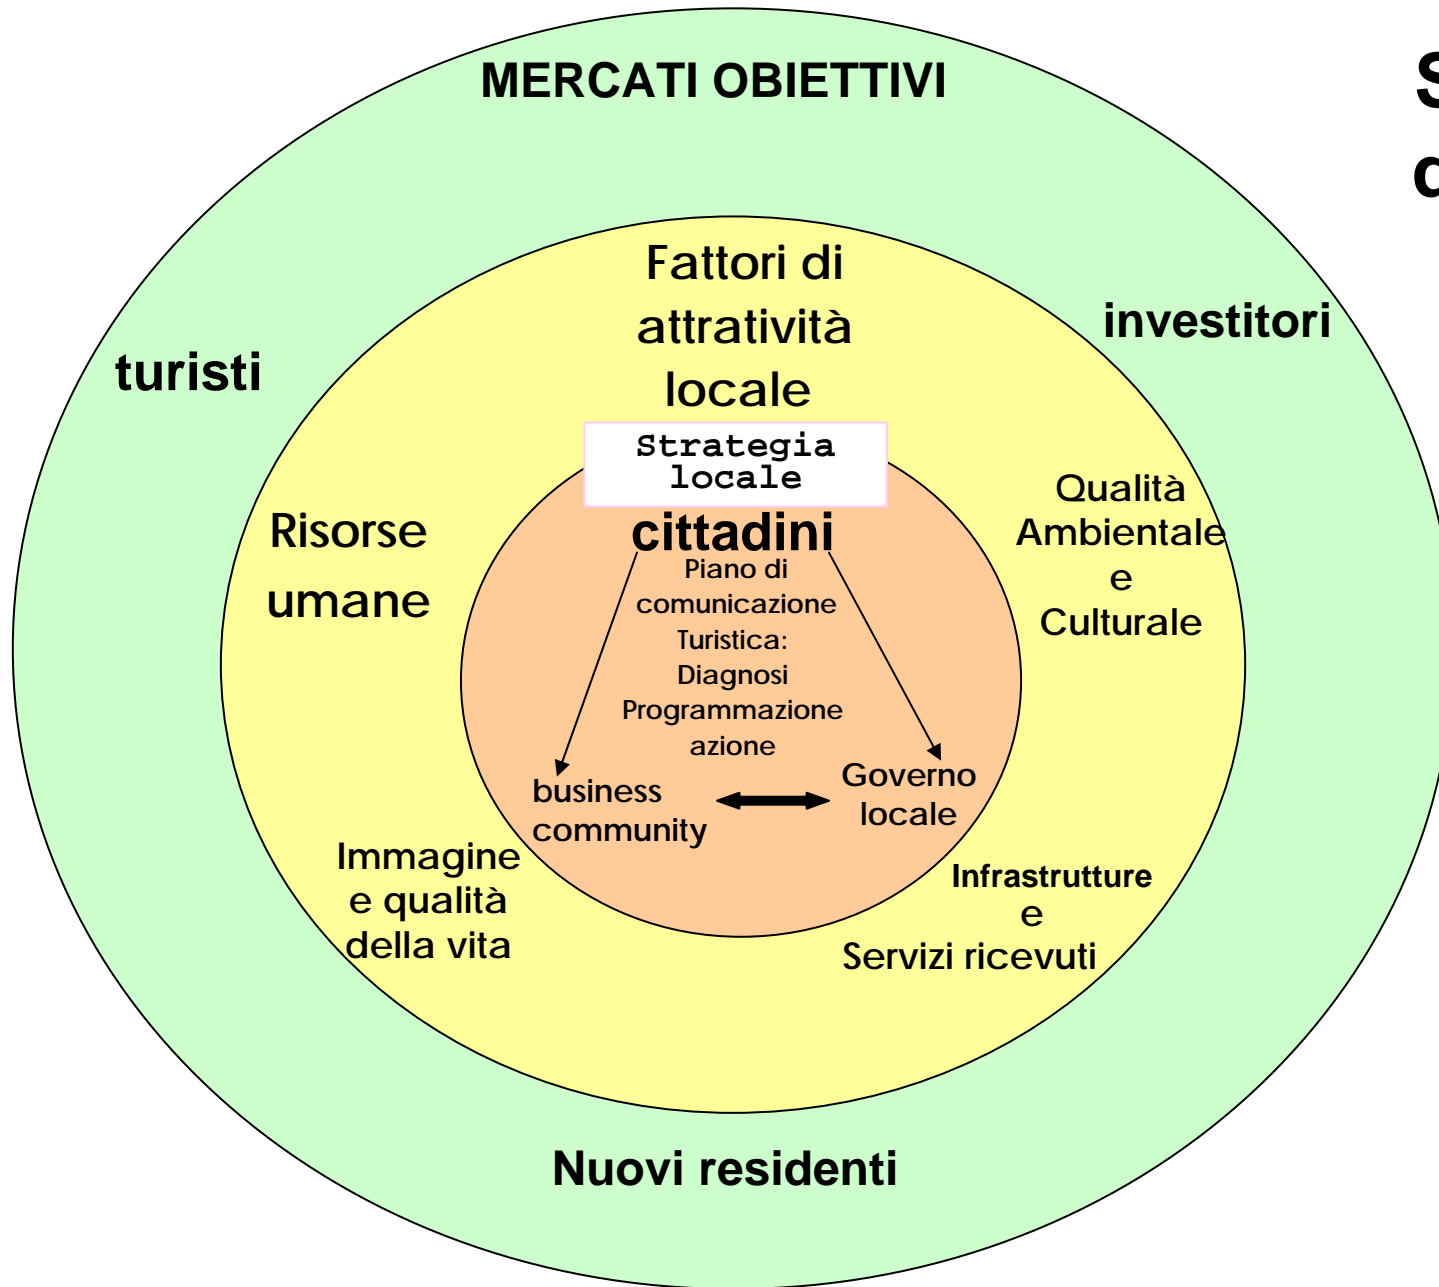 MERCATI OBIETTIVI
turisti
investitori
Fattori di
attratività
locale
Strategia
locale
cittadini
Piano di
comunicazione
Turistica:
Diagnosi
Programmazione
azione
business
community
Governo
locale
Risorse
umane
Qualità
Ambientale
e
Culturale
Immagine
e qualità
della vita
Infrastrutture
e
Servizi ricevuti
Nuovi residenti